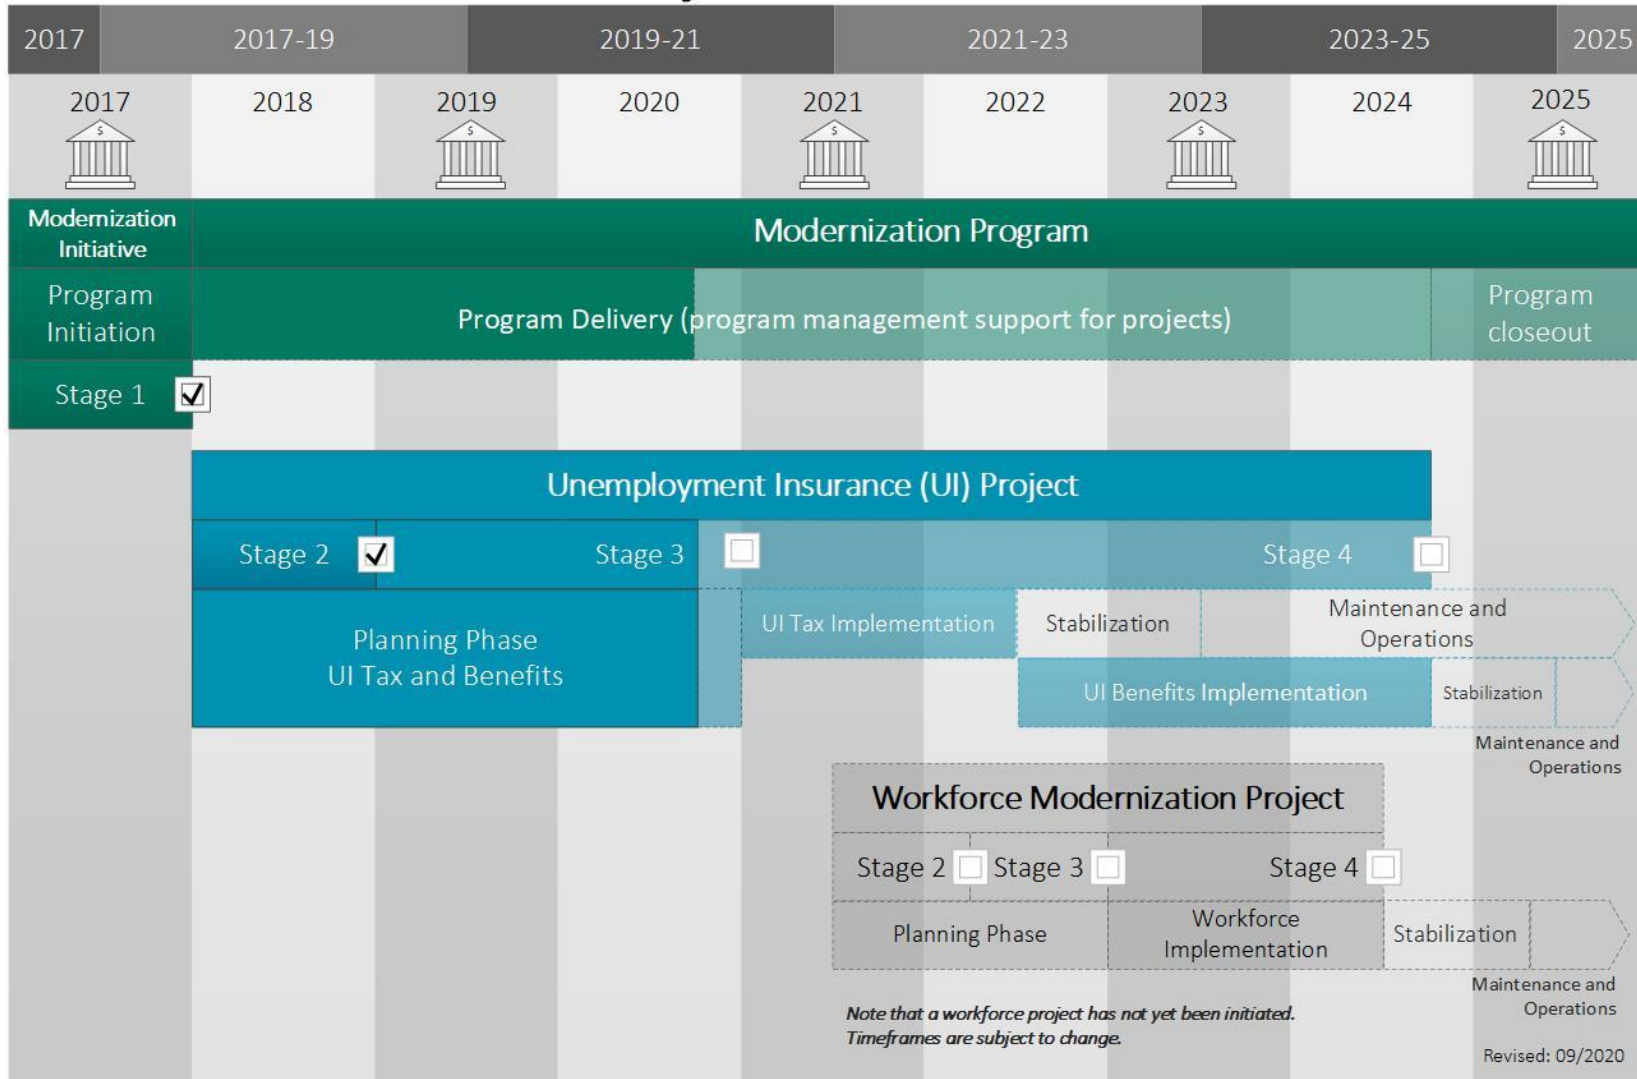 2017
2017-19
2019-21
2021-23
2023-25
2025
2017
2018
2019
2020
2021
2022
2023
2024
2025
$
$
$
$
$
Modernization
Initiative
Modernization Program
Program
Initiation
Program Delivery (program management support for projects)
Program
closeout
Stage 1
Unemployment Insurance (UI) Project
Stage 2
Stage 3
Stage 4
Planning Phase
UI Tax and Benefits
UI Tax Implementation
Stabilization
Maintenance and
Operations
UI Benefits Implementation
Stabilization
Maintenance and
Operations
Workforce Modernization Project
Stage 2
Stage 3
Stage 4
Planning Phase
Workforce
Implementation
Stabilization
Maintenance and
Operations
Note that a workforce project has not yet been initiated.
Timeframes are subject to change.
Revised: 09/2020